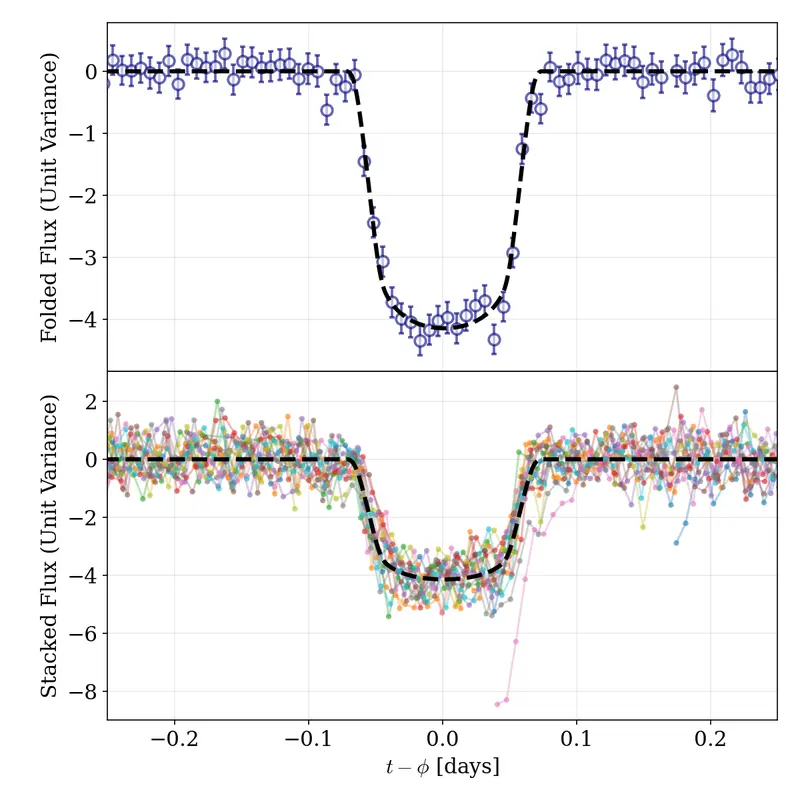 Folded Flux (Unit Variance)
0
−1
−2
−3
−4
Stacked Flux (Unit Variance)
2
0
−2
−4
−6
−8
−0.2 −0.1 0.0 0.1 0.2
t − ϕ [days]